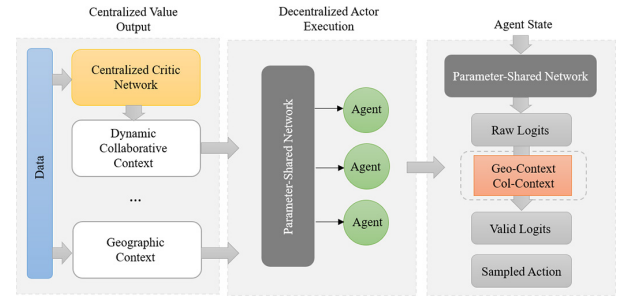 Centralized Value
Output
Data
Centralized Critic
Network
Dynamic
Collaborative
Context
...
Geographic
Context
Decentralized Actor
Execution
Parameter-Shared Network
Agent
Agent
Agent
Agent State
Parameter-Shared Network
Raw Logits
Geo-Context
Col-Context
Valid Logits
Sampled Action